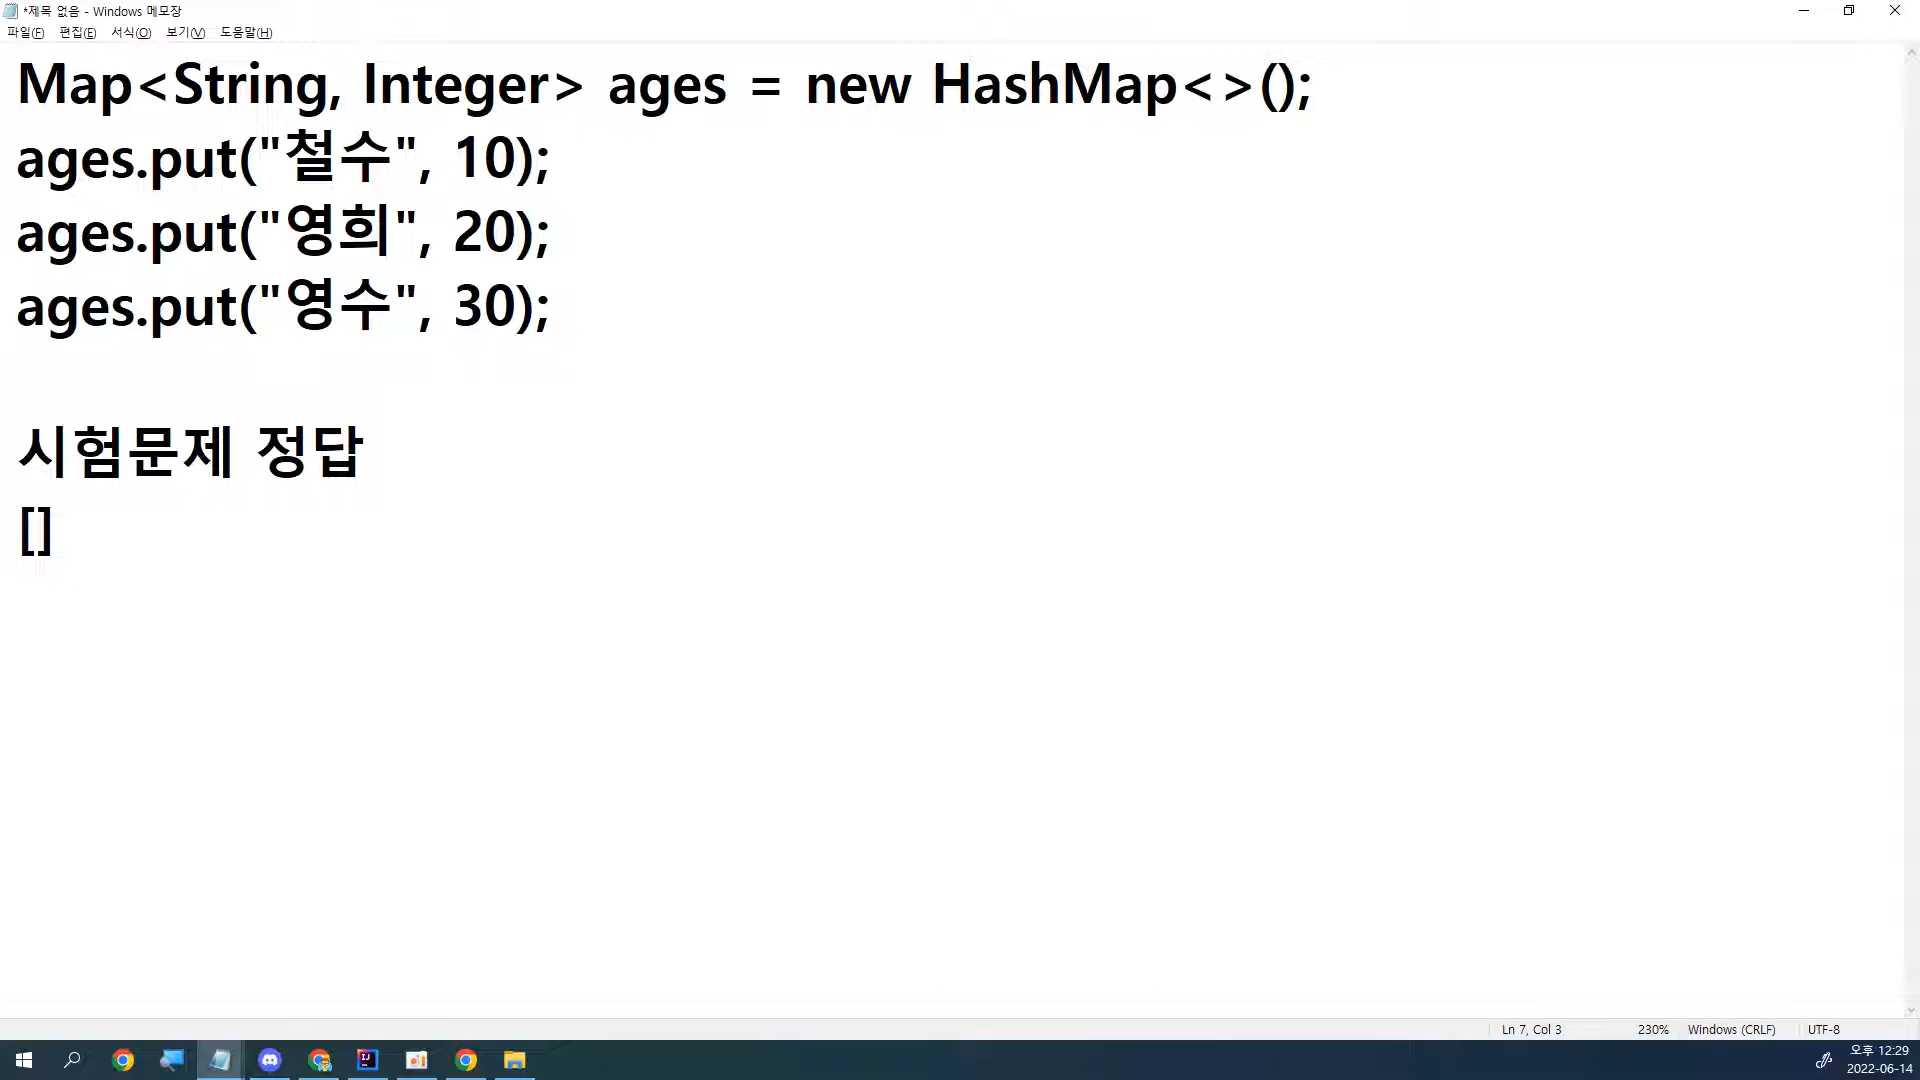 *제목 없음 - Windows 메모장
파일(F) 편집(E) 서식(O) 보기(V) 도움말(H)
Map<String, Integer> ages = new HashMap<>();
ages.put("철수", 10);
ages.put("영희", 20);
ages.put("영수", 30);
시험문제 정답
[]
Ln 7, Col 3 230% Windows (CRLF) UTF-8
오후 12:29
2022-06-14